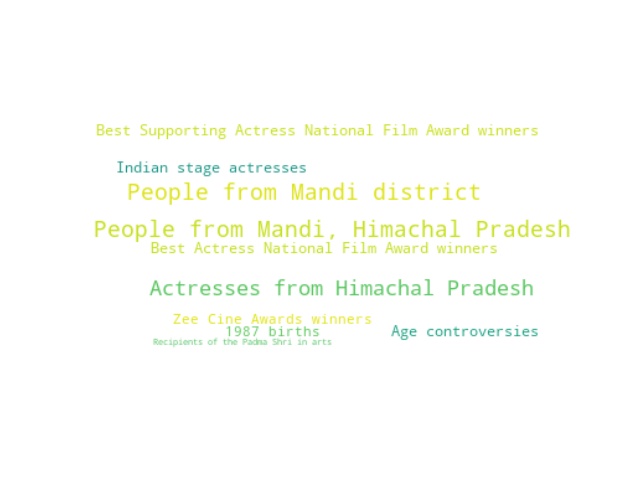 Best Supporting Actress National Film Award winners
Indian stage actresses
People from Mandi district
People from Mandi, Himachal Pradesh
Best Actress National Film Award winners
Actresses from Himachal Pradesh
Zee Cine Awards winners
1987 births
Age controversies
Recipients of the Padma Shri in arts